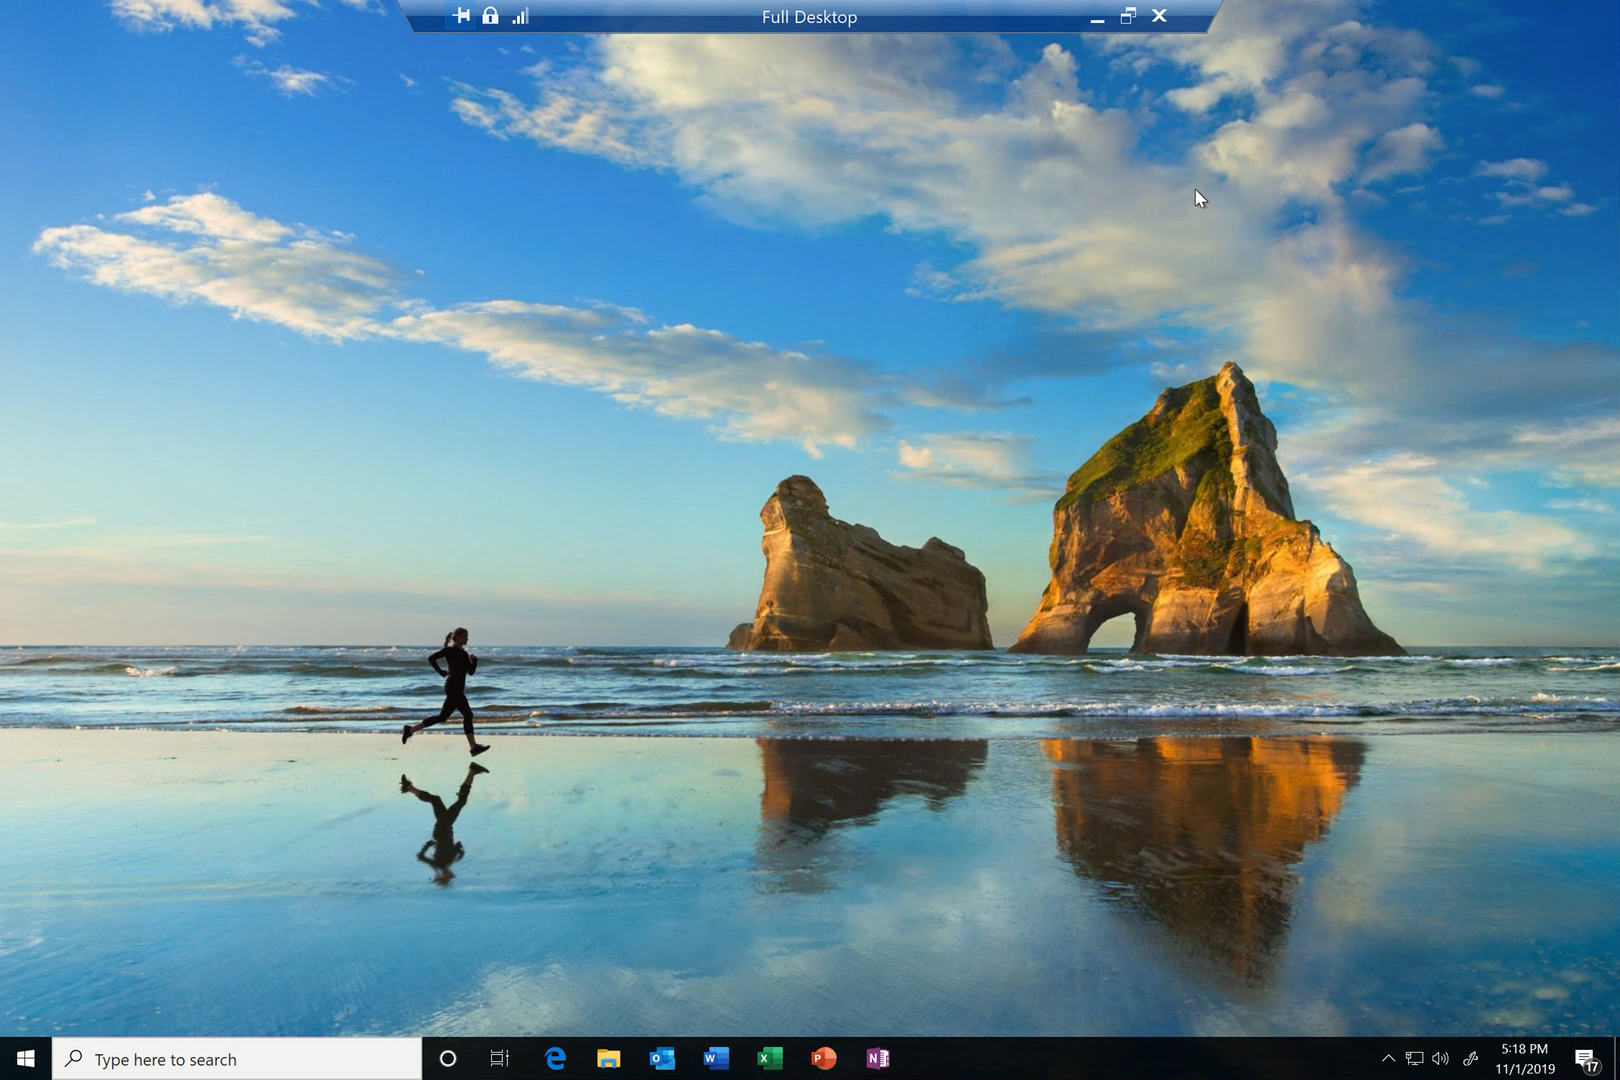 Full Desktop
Type here to search
5:18 PM
11/1/2019
17